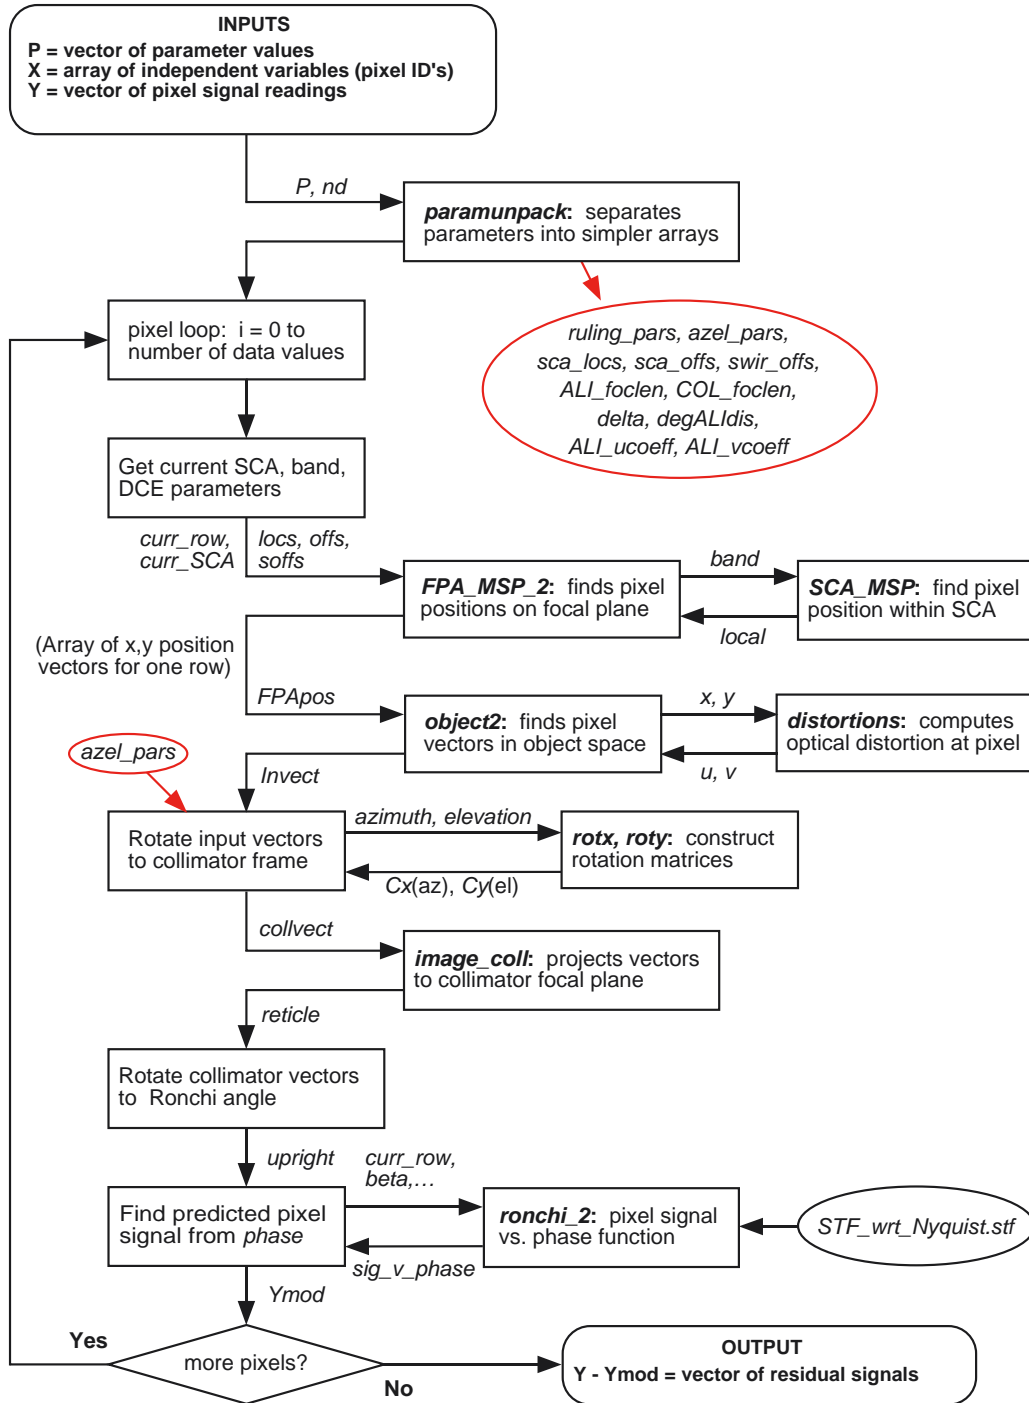 INPUTS
P = vector of parameter values
X = array of independent variables (pixel ID's)
Y = vector of pixel signal readings
P, nd
paramunpack:  separates
parameters into simpler arrays
pixel loop:  i = 0 to
number of data values
ruling_pars, azel_pars,
sca_locs, sca_offs, swir_offs,
ALI_foclen, COL_foclen,
delta, degALIdis,
ALI_ucoeff, ALI_vcoeff
Get current SCA, band,
DCE parameters
curr_row,
curr_SCA
locs, offs,
soffs
FPA_MSP_2:  finds pixel
positions on focal plane
band
local
SCA_MSP:  find pixel
position within SCA
(Array of x,y position
vectors for one row)
FPApos
object2:  finds pixel
vectors in object space
x, y
u, v
distortions:  computes
optical distortion at pixel
azel_pars
Invect
Rotate input vectors
to collimator frame
azimuth, elevation
Cx(az), Cy(el)
rotx, roty:  construct
rotation matrices
collvect
image_coll:  projects vectors
to collimator focal plane
reticle
Rotate collimator vectors
to  Ronchi angle
upright
Find predicted pixel
signal from phase
curr_row,
beta,…
sig_v_phase
ronchi_2:  pixel signal
vs. phase function
STF_wrt_Nyquist.stf
Ymod
Yes
more pixels?
No
OUTPUT
Y - Ymod = vector of residual signals